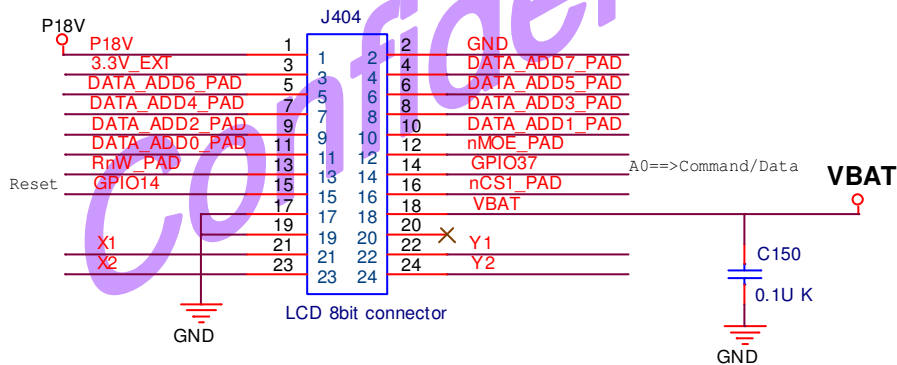 J404
P18V
P18V 1 1 2 2 GND
3.3V_EXT 3 3 4 4 DATA_ADD7_PAD
DATA_ADD6_PAD 5 5 6 6 DATA_ADD5_PAD
DATA_ADD4_PAD 7 7 8 8 DATA_ADD3_PAD
DATA_ADD2_PAD 9 9 10 10 DATA_ADD1_PAD
DATA_ADD0_PAD 11 11 12 12 nMOE_PAD
RnW_PAD 13 13 14 14 GPIO37 A0==>Command/Data
Reset GPIO14 15 15 16 16 nCS1_PAD
17 17 18 18 VBAT
VBAT
19 19 20 20
X1 21 21 22 22 Y1
X2 23 23 24 24 Y2
C150
0.1U K
LCD 8bit connector
GND
GND